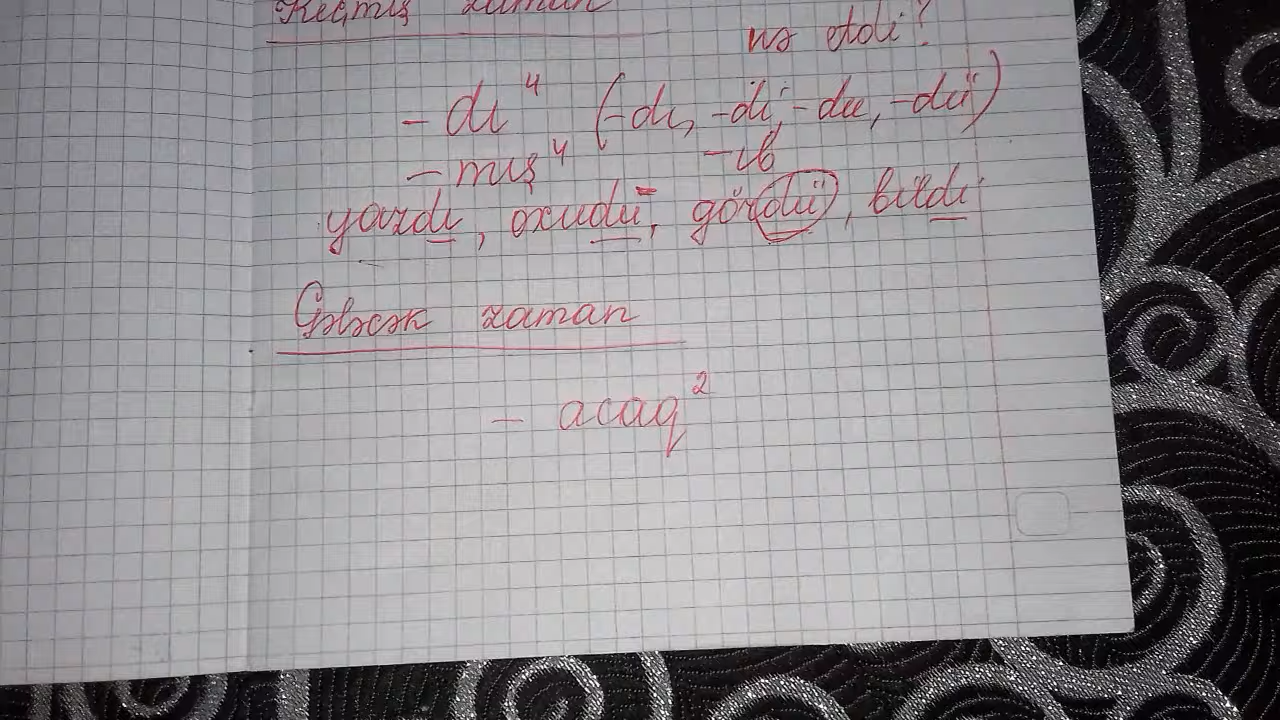 Keçmiş zaman
nə etdi?
-dı⁴ (-dı, -di, -du, -dü)
-mış⁴ -ıb
yazdı, oxudu, gördü, bildi
Gələcək zaman
- acaq²